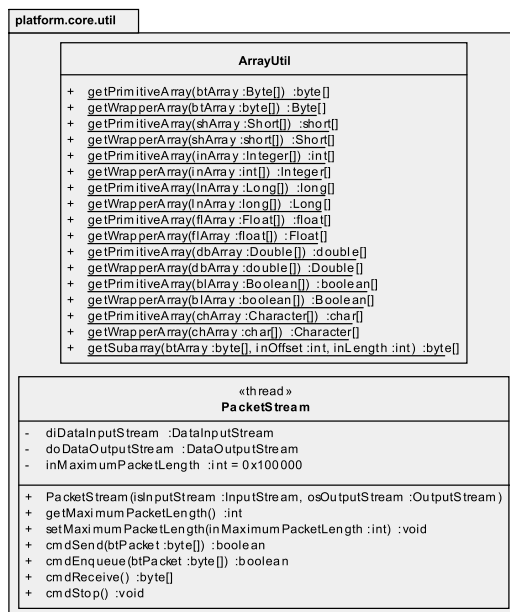 platform.core.util
ArrayUtil
+ getPrimitiveArray(btArray :Byte[]) :byte[]
+ getWrapperArray(btArray :byte[]) :Byte[]
+ getPrimitiveArray(shArray :Short[]) :short[]
+ getWrapperArray(shArray :short[]) :Short[]
+ getPrimitiveArray(inArray :Integer[]) :int[]
+ getWrapperArray(inArray :int[]) :Integer[]
+ getPrimitiveArray(lnArray :Long[]) :long[]
+ getWrapperArray(lnArray :long[]) :Long[]
+ getPrimitiveArray(flArray :Float[]) :float[]
+ getWrapperArray(flArray :float[]) :Float[]
+ getPrimitiveArray(dbArray :Double[]) :double[]
+ getWrapperArray(dbArray :double[]) :Double[]
+ getPrimitiveArray(blArray :Boolean[]) :boolean[]
+ getWrapperArray(blArray :boolean[]) :Boolean[]
+ getPrimitiveArray(chArray :Character[]) :char[]
+ getWrapperArray(chArray :char[]) :Character[]
+ getSubarray(btArray :byte[], inOffset :int, inLength :int) :byte[]
«thread»
PacketStream
- diDataInputStream :DataInputStream
- doDataOutputStream :DataOutputStream
- inMaximumPacketLength :int = 0x100000
+ PacketStream(isInputStream :InputStream, osOutputStream :OutputStream)
+ getMaximumPacketLength() :int
+ setMaximumPacketLength(inMaximumPacketLength :int) :void
+ cmdSend(btPacket :byte[]) :boolean
+ cmdEnqueue(btPacket :byte[]) :boolean
+ cmdReceive() :byte[]
+ cmdStop() :void